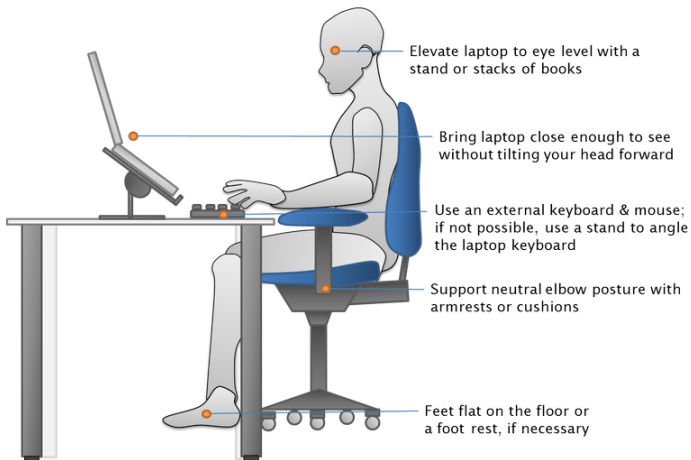 Elevate laptop to eye level with a
stand or stacks of books
Bring laptop close enough to see
without tilting your head forward
Use an external keyboard & mouse;
if not possible, use a stand to angle
the laptop keyboard
Support neutral elbow posture with
armrests or cushions
Feet flat on the floor or
a foot rest, if necessary